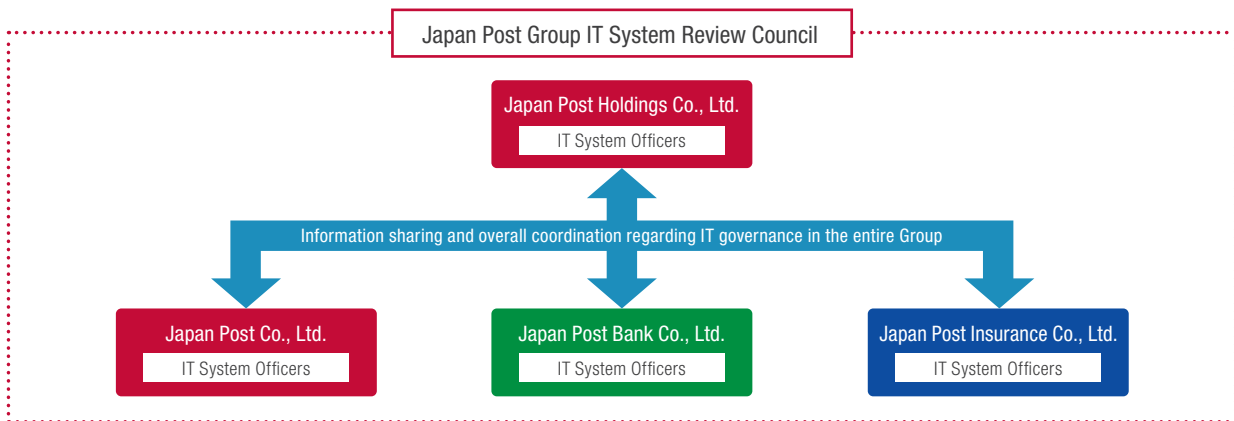 Japan Post Group IT System Review Council
Japan Post Holdings Co., Ltd.
IT System Officers
Information sharing and overall coordination regarding IT governance in the entire Group
Japan Post Co., Ltd.
IT System Officers
Japan Post Bank Co., Ltd.
IT System Officers
Japan Post Insurance Co., Ltd.
IT System Officers